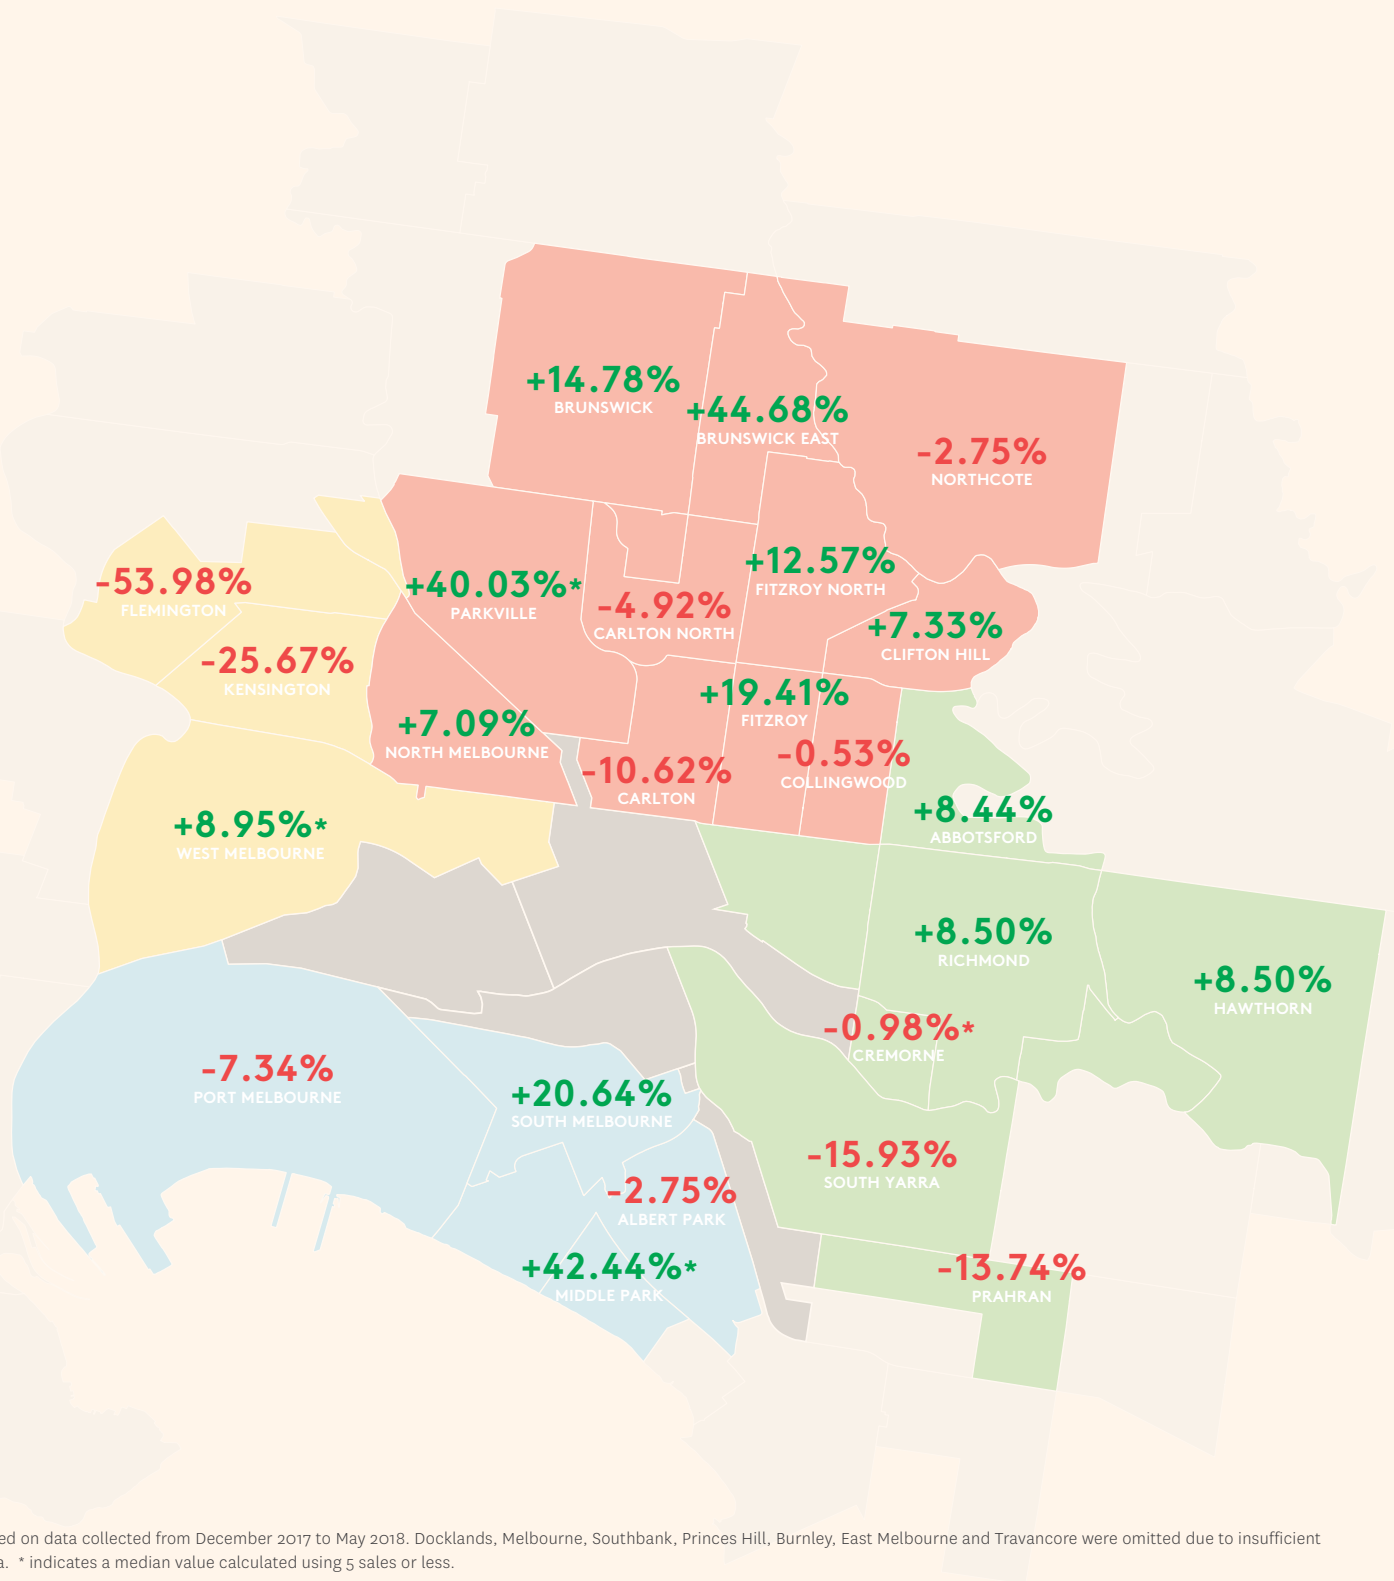 +14.78%
BRUNSWICK
+44.68%
BRUNSWICK EAST
-2.75%
NORTHCOTE
-53.98%
FLEMINGTON
+40.03%*
PARKVILLE
-4.92%
CARLTON NORTH
+12.57%
FITZROY NORTH
+7.33%
CLIFTON HILL
-25.67%
KENSINGTON
+7.09%
NORTH MELBOURNE
+19.41%
FITZROY
-0.53%
COLLINGWOOD
-10.62%
CARLTON
+8.95%*
WEST MELBOURNE
+8.44%
ABBOTSFORD
+8.50%
RICHMOND
+8.50%
HAWTHORN
-0.98%*
CREMORNE
-7.34%
PORT MELBOURNE
+20.64%
SOUTH MELBOURNE
-15.93%
SOUTH YARRA
-2.75%
ALBERT PARK
+42.44%*
MIDDLE PARK
-13.74%
PRAHRAN
on data collected from December 2017 to May 2018. Docklands, Melbourne, Southbank, Princes Hill, Burnley, East Melbourne and Travancore were omitted due to insufficient
* indicates a median value calculated using 5 sales or less.